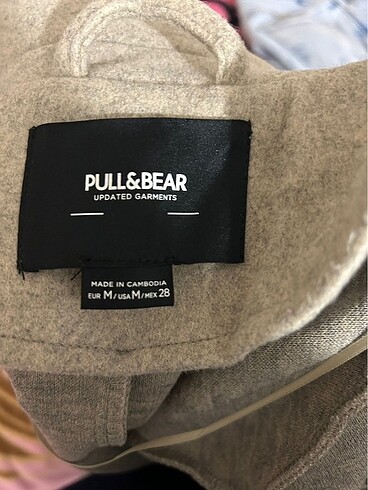 PULL&BEAR
UPDATED GARMENTS
MADE IN CAMBODIA
EUR M/USA M/MEX 28